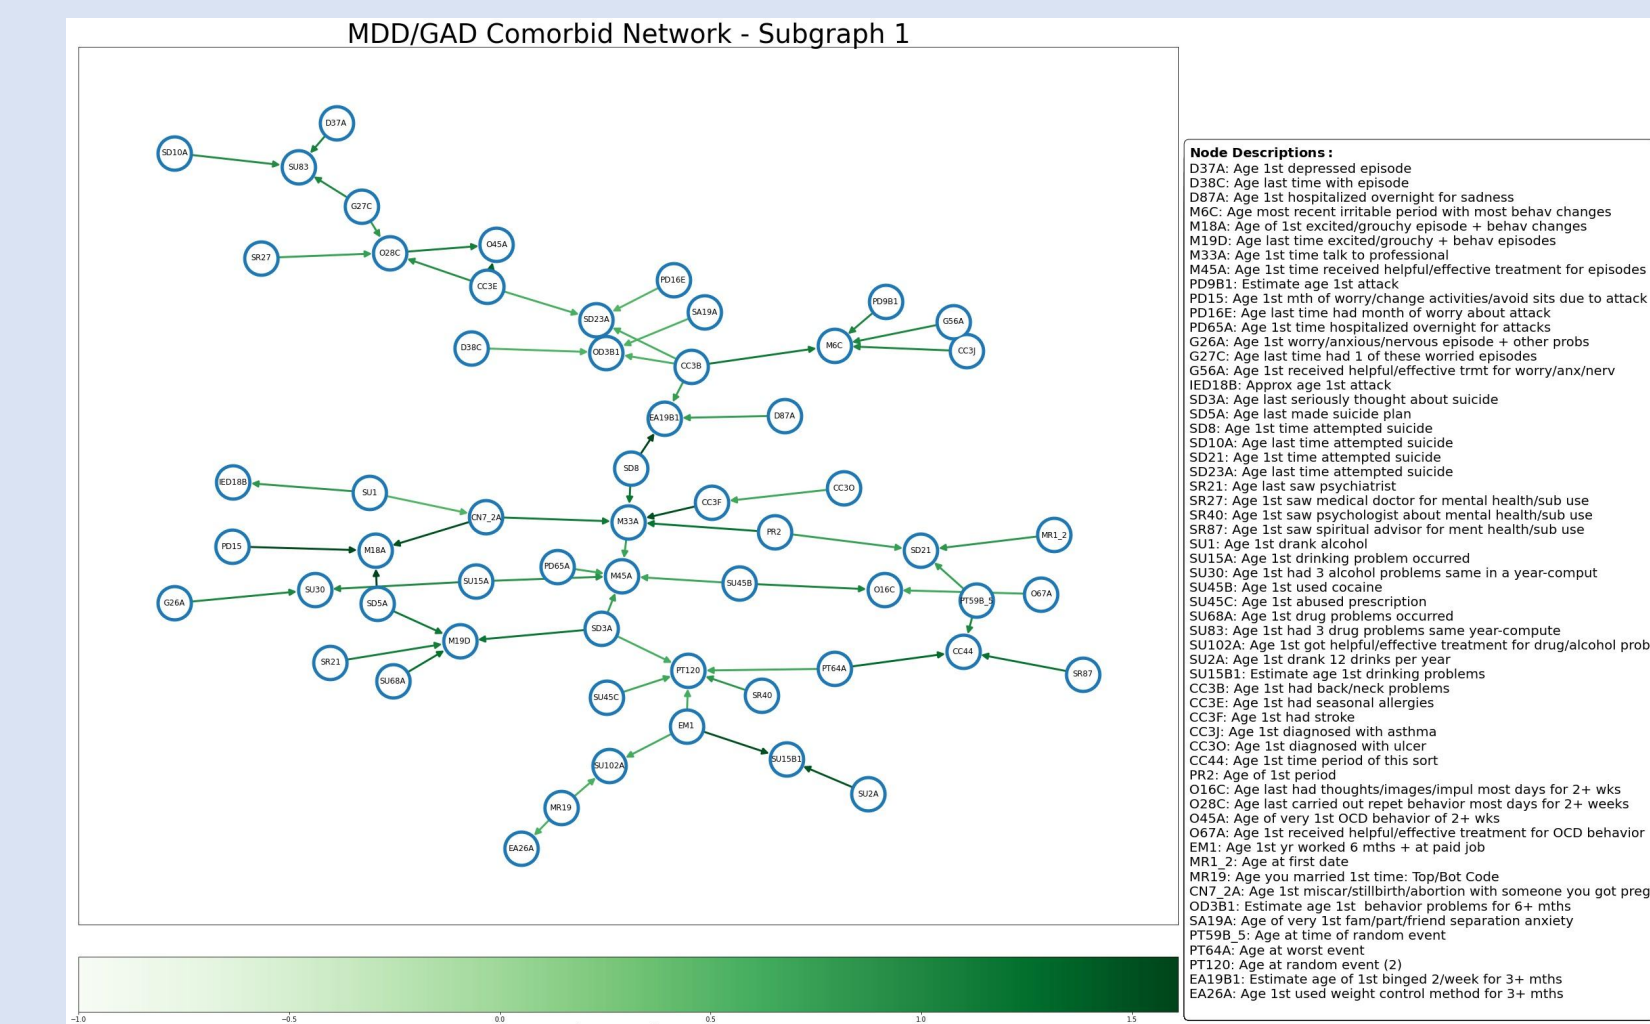 MDD/GAD Comorbid Network - Subgraph 1
D37A
SD10A
SU83
G27C
O45A
SR27
O28C
CC3E
PD16E
PD9B1
SA19A
SD23A
G56A
D38C
OD3B1
M6C
CC3J
CC3B
EA19B1
D87A
SD8
IED18B
SU1
CC3O
CC3F
CN7_2A
M33A
PR2
MR1_2
PD15
M18A
SD21
PD65A
M45A
SU15A
SU45B
SU30
O16C
O67A
G26A
SD5A
PT59B_5
SD3A
M19D
CC44
SR21
PT120
PT64A
SR87
SU68A
SU45C
SR40
EM1
SU102A
SU15B1
SU2A
MR19
EA26A
−1.0 −0.5 0.0 0.5 1.0 1.5
Node Descriptions:
D37A: Age 1st depressed episode
D38C: Age last time with episode
D87A: Age 1st hospitalized overnight for sadness
M6C: Age most recent irritable period with most behav changes
M18A: Age of 1st excited/grouchy episode + behav changes
M19D: Age last time excited/grouchy + behav episodes
M33A: Age 1st time talk to professional
M45A: Age 1st time received helpful/effective treatment for episodes
PD9B1: Estimate age 1st attack
PD15: Age 1st mth of worry/change activities/avoid sits due to attack
PD16E: Age last time had month of worry about attack
PD65A: Age 1st time hospitalized overnight for attacks
G26A: Age 1st worry/anxious/nervous episode + other probs
G27C: Age last time had 1 of these worried episodes
G56A: Age 1st received helpful/effective trmt for worry/anx/nerv
IED18B: Approx age 1st attack
SD3A: Age last seriously thought about suicide
SD5A: Age last made suicide plan
SD8: Age 1st time attempted suicide
SD10A: Age last time attempted suicide
SD21: Age 1st time attempted suicide
SD23A: Age last time attempted suicide
SR21: Age last saw psychiatrist
SR27: Age 1st saw medical doctor for mental health/sub use
SR40: Age 1st saw psychologist about mental health/sub use
SR87: Age 1st saw spiritual advisor for ment health/sub use
SU1: Age 1st drank alcohol
SU15A: Age 1st drinking problem occurred
SU30: Age 1st had 3 alcohol problems same in a year-comput
SU45B: Age 1st used cocaine
SU45C: Age 1st abused prescription
SU68A: Age 1st drug problems occurred
SU83: Age 1st had 3 drug problems same year-compute
SU102A: Age 1st got helpful/effective treatment for drug/alcohol prob
SU2A: Age 1st drank 12 drinks per year
SU15B1: Estimate age 1st drinking problems
CC3B: Age 1st had back/neck problems
CC3E: Age 1st had seasonal allergies
CC3F: Age 1st had stroke
CC3J: Age 1st diagnosed with asthma
CC3O: Age 1st diagnosed with ulcer
CC44: Age 1st time period of this sort
PR2: Age of 1st period
O16C: Age last had thoughts/images/impul most days for 2+ wks
O28C: Age last carried out repet behavior most days for 2+ weeks
O45A: Age of very 1st OCD behavior of 2+ wks
O67A: Age 1st received helpful/effective treatment for OCD behavior
EM1: Age 1st yr worked 6 mths + at paid job
MR1_2: Age at first date
MR19: Age you married 1st time: Top/Bot Code
CN7_2A: Age 1st miscar/stillbirth/abortion with someone you got preg
OD3B1: Estimate age 1st  behavior problems for 6+ mths
SA19A: Age of very 1st fam/part/friend separation anxiety
PT59B_5: Age at time of random event
PT64A: Age at worst event
PT120: Age at random event (2)
EA19B1: Estimate age of 1st binged 2/week for 3+ mths
EA26A: Age 1st used weight control method for 3+ mths